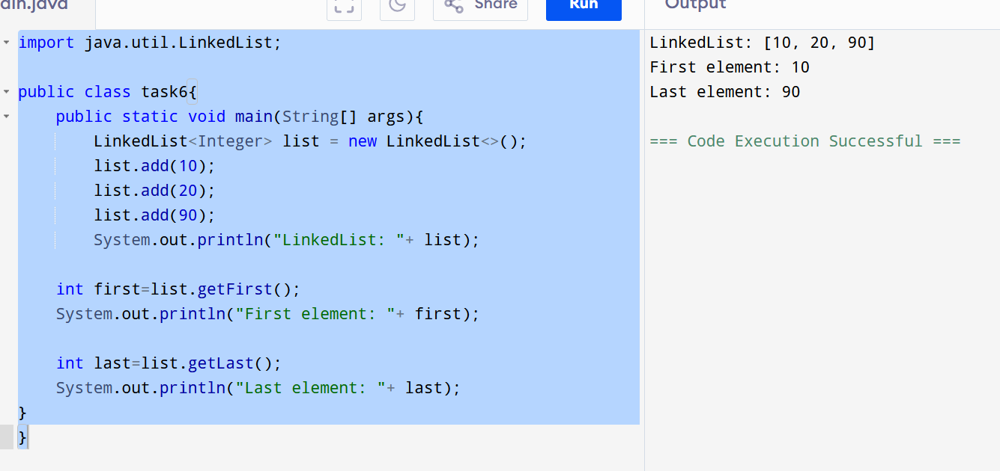 ain.java
Share
Run
Output
import java.util.LinkedList;
public class task6{
    public static void main(String[] args){
        LinkedList<Integer> list = new LinkedList<>();
        list.add(10);
        list.add(20);
        list.add(90);
        System.out.println("LinkedList: "+ list);
    int first=list.getFirst();
    System.out.println("First element: "+ first);
    int last=list.getLast();
    System.out.println("Last element: "+ last);
}
}
LinkedList: [10, 20, 90]
First element: 10
Last element: 90
=== Code Execution Successful ===